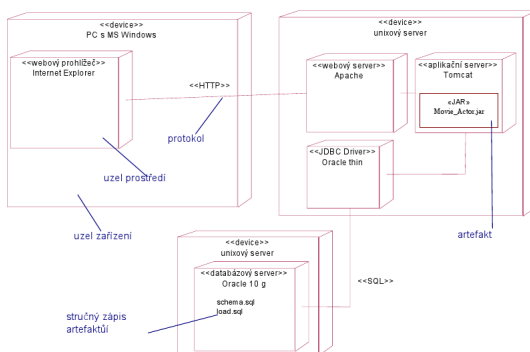 <<device>>
PC s MS Windows
<<webový prohlížeč>>
Internet Explorer
<<HTTP>>
protokol
uzel prostředí
uzel zařízení
<<device>>
unixový server
<<webový server>>
Apache
<<aplikační server>>
Tomcat
«JAR»
Movie_Actor.jar
<<JDBC Driver>>
Oracle thin
artefakt
<<device>>
unixový server
<<databázový server>>
Oracle 10 g
schema.sql
load.sql
<<SQL>>
stručný zápis
artefaktůí